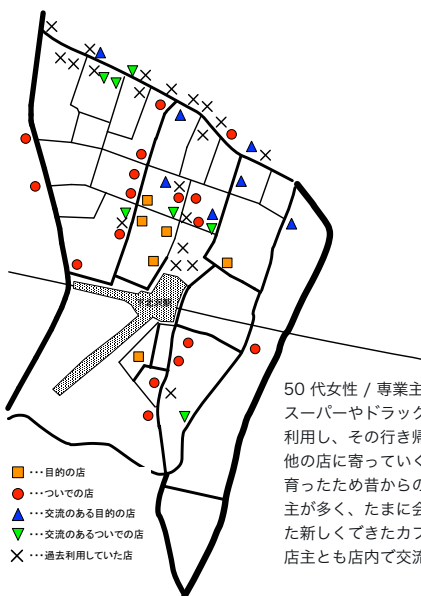 50 代女性 / 専業主
スーパーやドラック
利用し、その行き帰
他の店に寄っていく
育ったため昔からの
主が多く、たまに会
た新しくできたカフ
店主とも店内で交流
･･･目的の店
･･･ついでの店
･･･交流のある目的の店
･･･交流のあるついでの店
･･･過去利用していた店